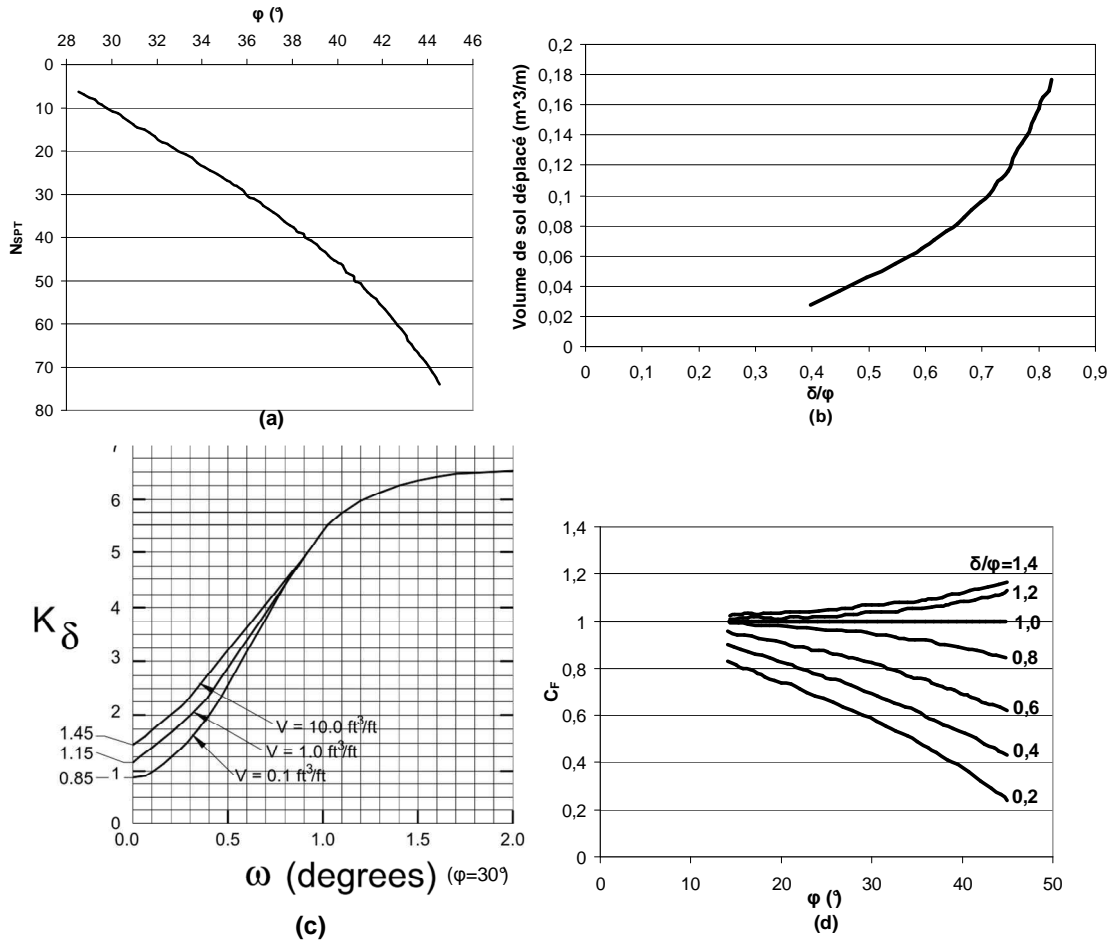 φ (°)
28 30 32 34 36 38 40 42 44 46
0
10
20
30
40
50
60
70
80
NSPT
(a)
0,2
0,18
0,16
0,14
0,12
0,1
0,08
0,06
0,04
0,02
0
Volume de sol déplacé (m^3/m)
0 0,1 0,2 0,3 0,4 0,5 0,6 0,7 0,8 0,9
δ/φ
(b)
6
5
4
3
2
1.45
1.15
1
0.85
0
Kδ
V = 10.0 ft³/ft
V = 1.0 ft³/ft
V = 0.1 ft³/ft
0.0 0.5 1.0 1.5 2.0
ω (degrees) (φ=30°)
(c)
1,4
1,2
1
0,8
0,6
0,4
0,2
0
CF
δ/φ=1,4
1,2
1,0
0,8
0,6
0,4
0,2
0 10 20 30 40 50
φ (°)
(d)